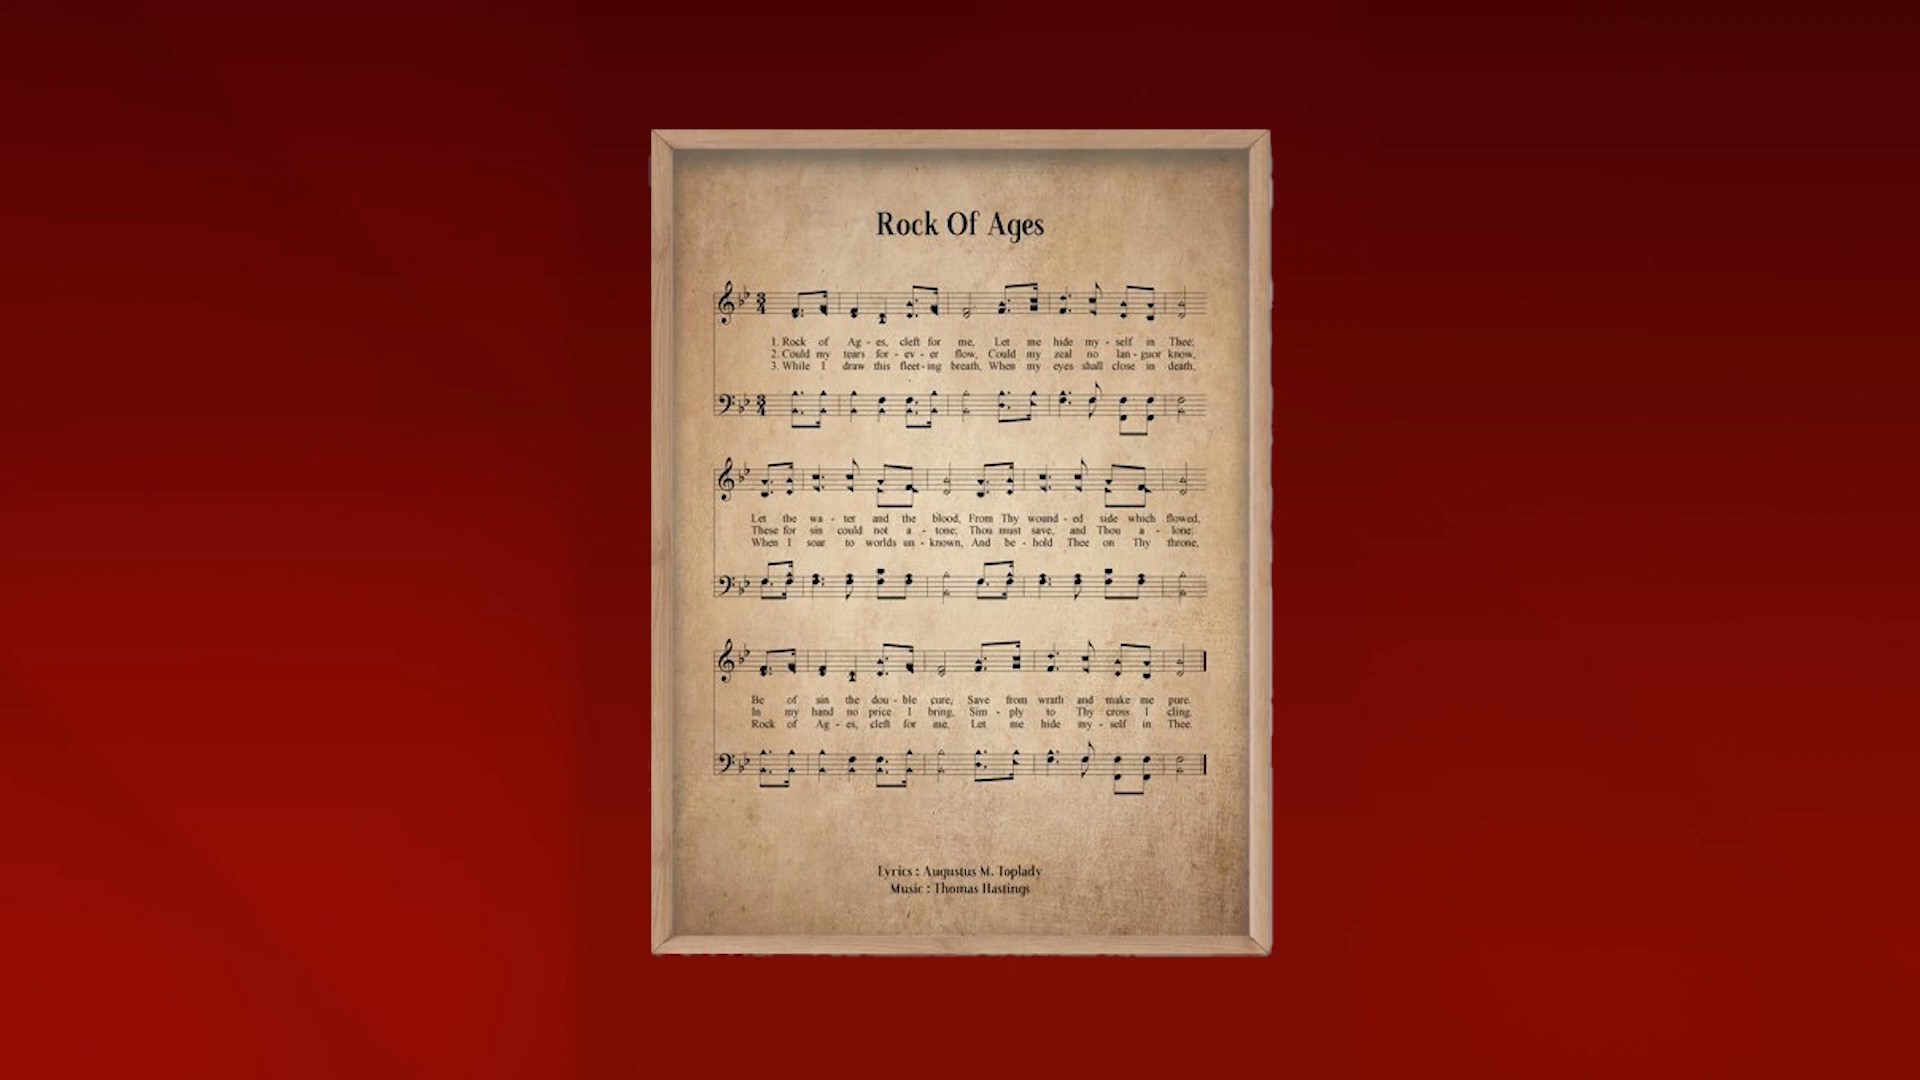 Rock Of Ages
3 4
1. Rock of Ag - es, cleft for me, Let me hide my - self in Thee;
2. Could my tears for - ev - er flow, Could my zeal no lan - guor know,
3. While I draw this fleet - ing breath, When my eyes shall close in death,
3 4
Let the wa - ter and the blood, From Thy wound - ed side which flowed,
These for sin could not a - tone; Thou must save, and Thou a - lone;
When I soar to worlds un - known, And be - hold Thee on Thy throne,
Be of sin the dou - ble cure, Save from wrath and make me pure.
In my hand no price I bring, Sim - ply to Thy cross I cling.
Rock of Ag - es, cleft for me, Let me hide my - self in Thee.
Lyrics : Augustus M. Toplady
Music : Thomas Hastings